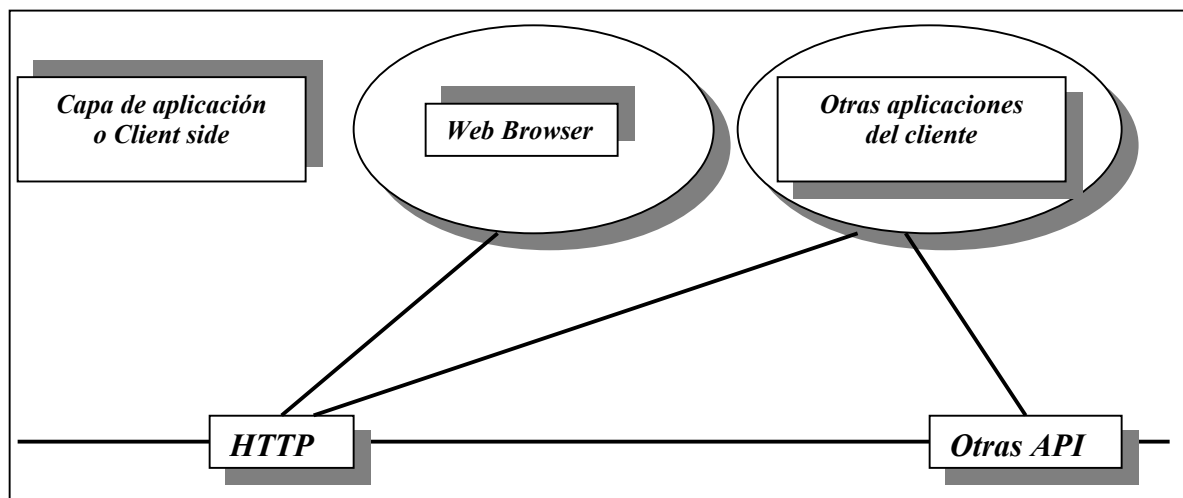 Capa de aplicación
o Client side
Web Browser
Otras aplicaciones
del cliente
HTTP
Otras API